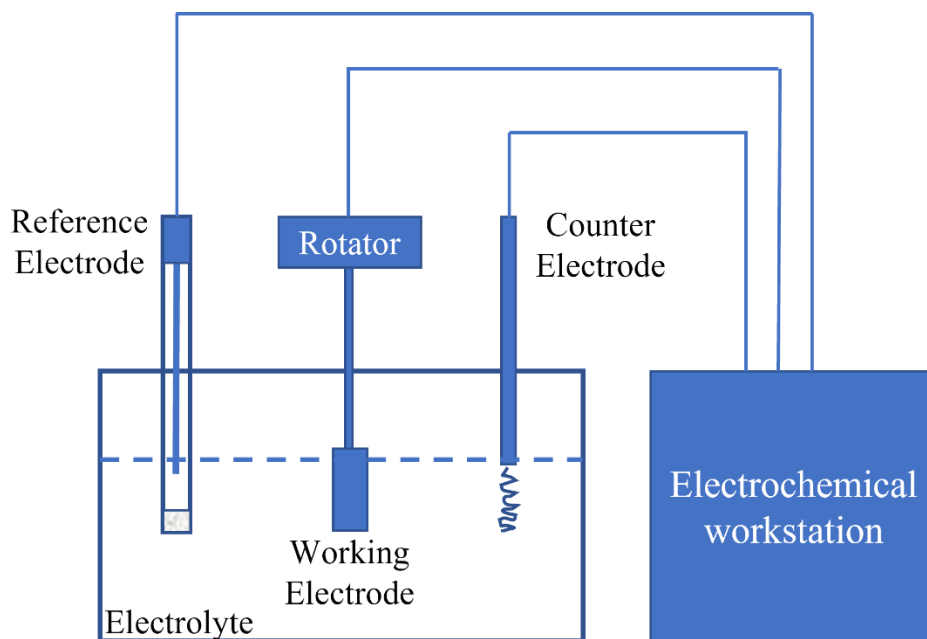 Reference
Electrode
Rotator
Counter
Electrode
Electrochemical
workstation
Working
Electrode
Electrolyte